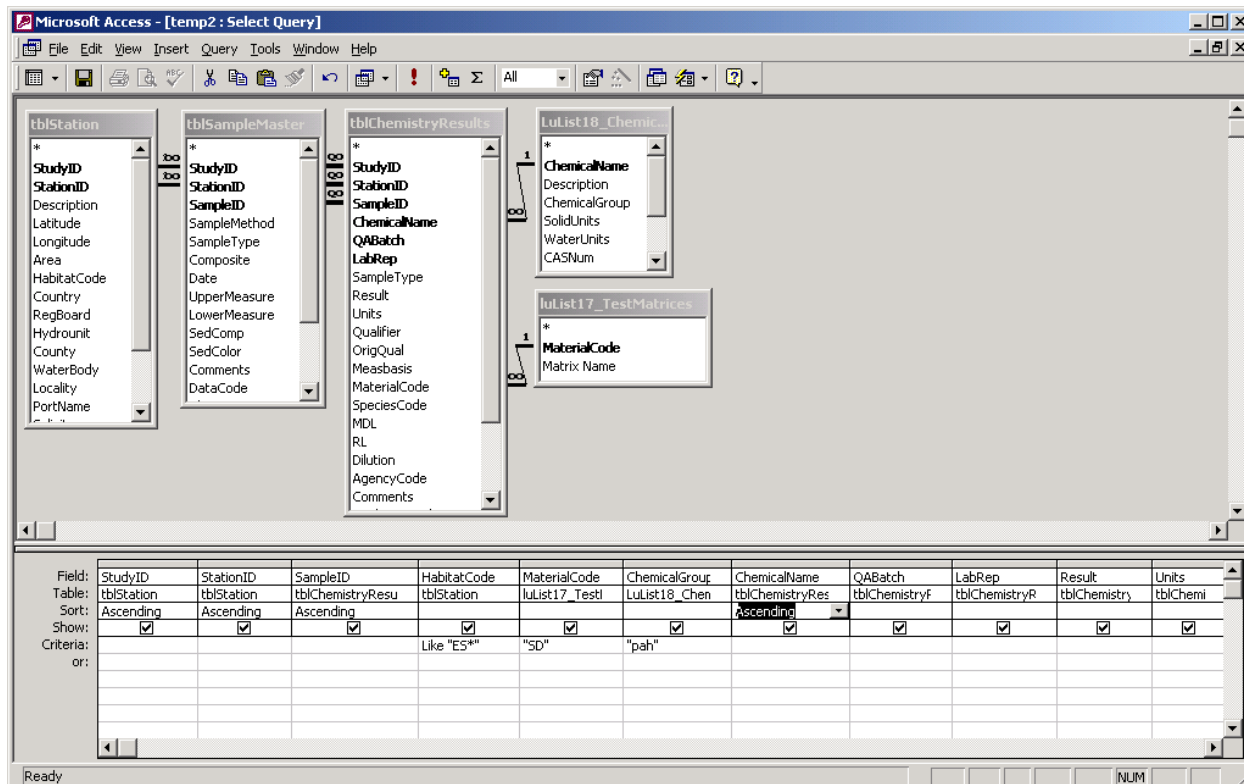 Microsoft Access - [temp2 : Select Query]
File Edit View Insert Query Tools Window Help
All
tblStation
*
StudyID
StationID
Description
Latitude
Longitude
Area
HabitatCode
Country
RegBoard
Hydrounit
County
WaterBody
Locality
PortName
tblSampleMaster
*
StudyID
StationID
SampleID
SampleMethod
SampleType
Composite
Date
UpperMeasure
LowerMeasure
SedComp
SedColor
Comments
DataCode
tblChemistryResults
*
StudyID
StationID
SampleID
ChemicalName
QABatch
LabRep
SampleType
Result
Units
Qualifier
OrigQual
Measbasis
MaterialCode
SpeciesCode
MDL
RL
Dilution
AgencyCode
Comments
LuList18_Chemic...
*
ChemicalName
Description
ChemicalGroup
SolidUnits
WaterUnits
CASNum
1
∞
luList17_TestMatrices
*
MaterialCode
Matrix Name
1
∞
Field: StudyID StationID SampleID HabitatCode MaterialCode ChemicalGroup ChemicalName QABatch LabRep Result Units
Table: tblStation tblStation tblChemistryResu tblStation luList17_TestI LuList18_Chen tblChemistryRes tblChemistryF tblChemistryR tblChemistry tblChemi
Sort: Ascending Ascending Ascending Ascending
Show:
Criteria: Like "ES*" "SD" "pah"
or:
Ready NUM